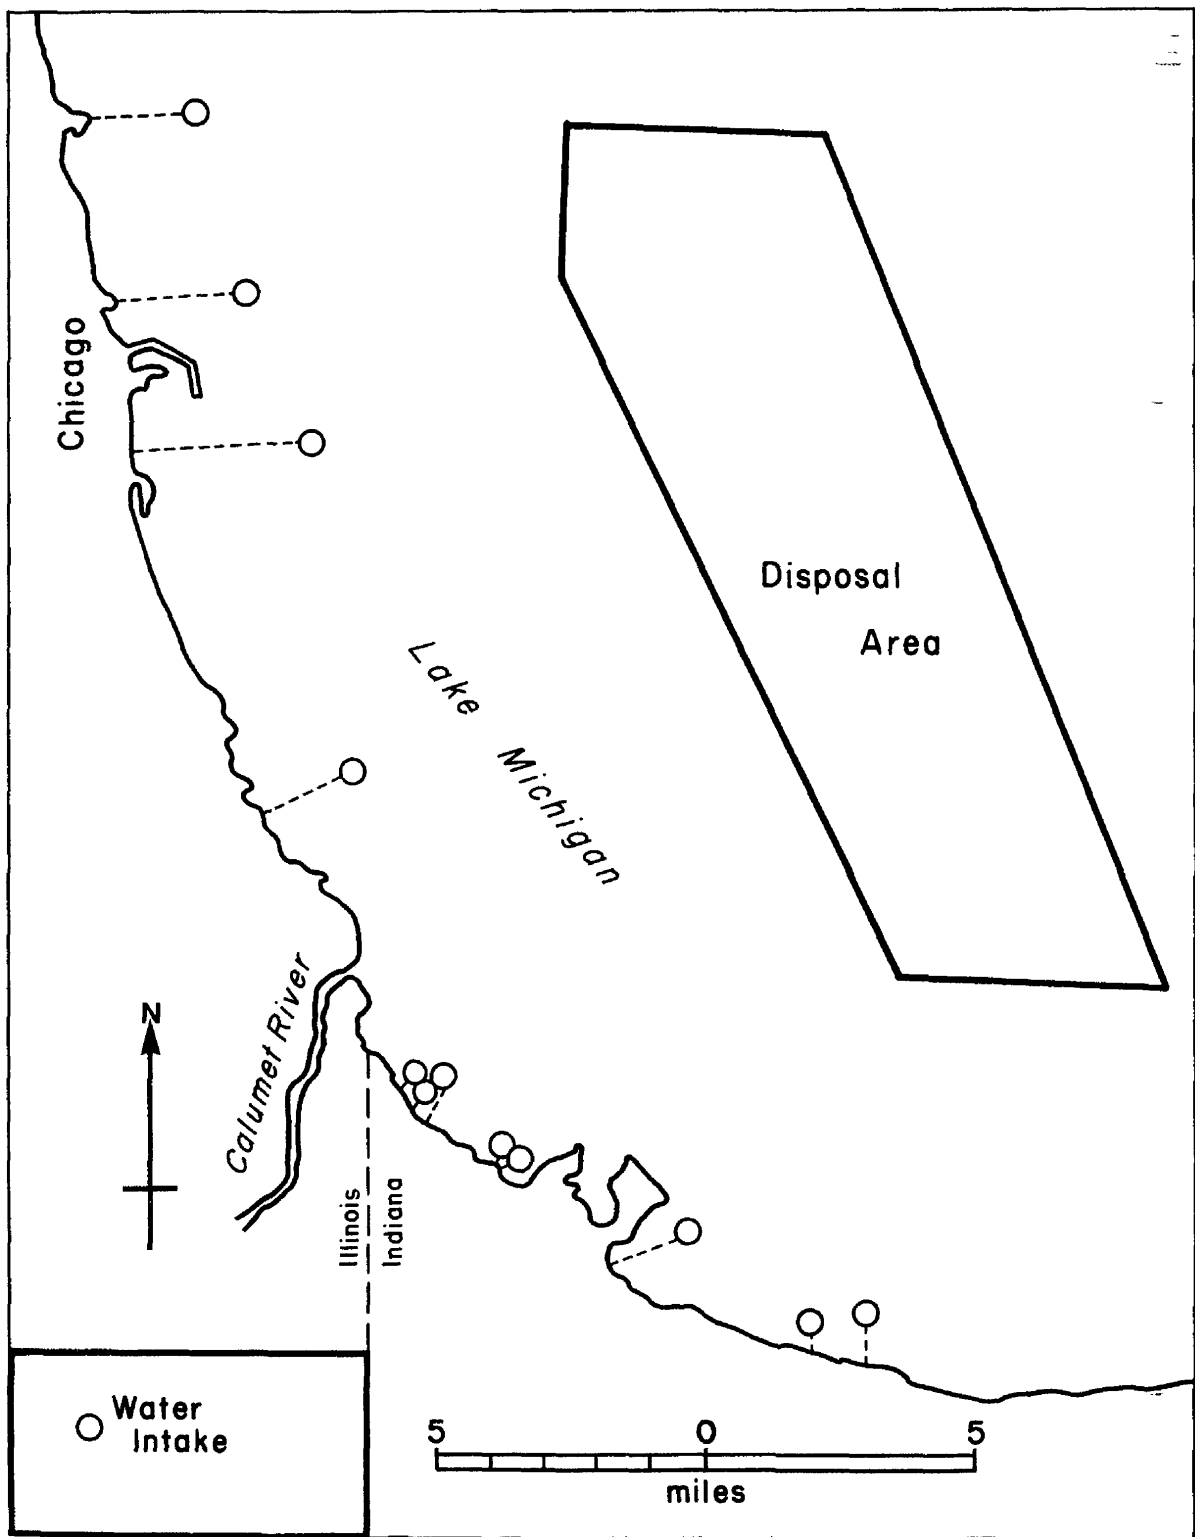 Chicago
Disposal
Area
Lake Michigan
Calumet River
N
Illinois
Indiana
Water
Intake
5 0 5
miles